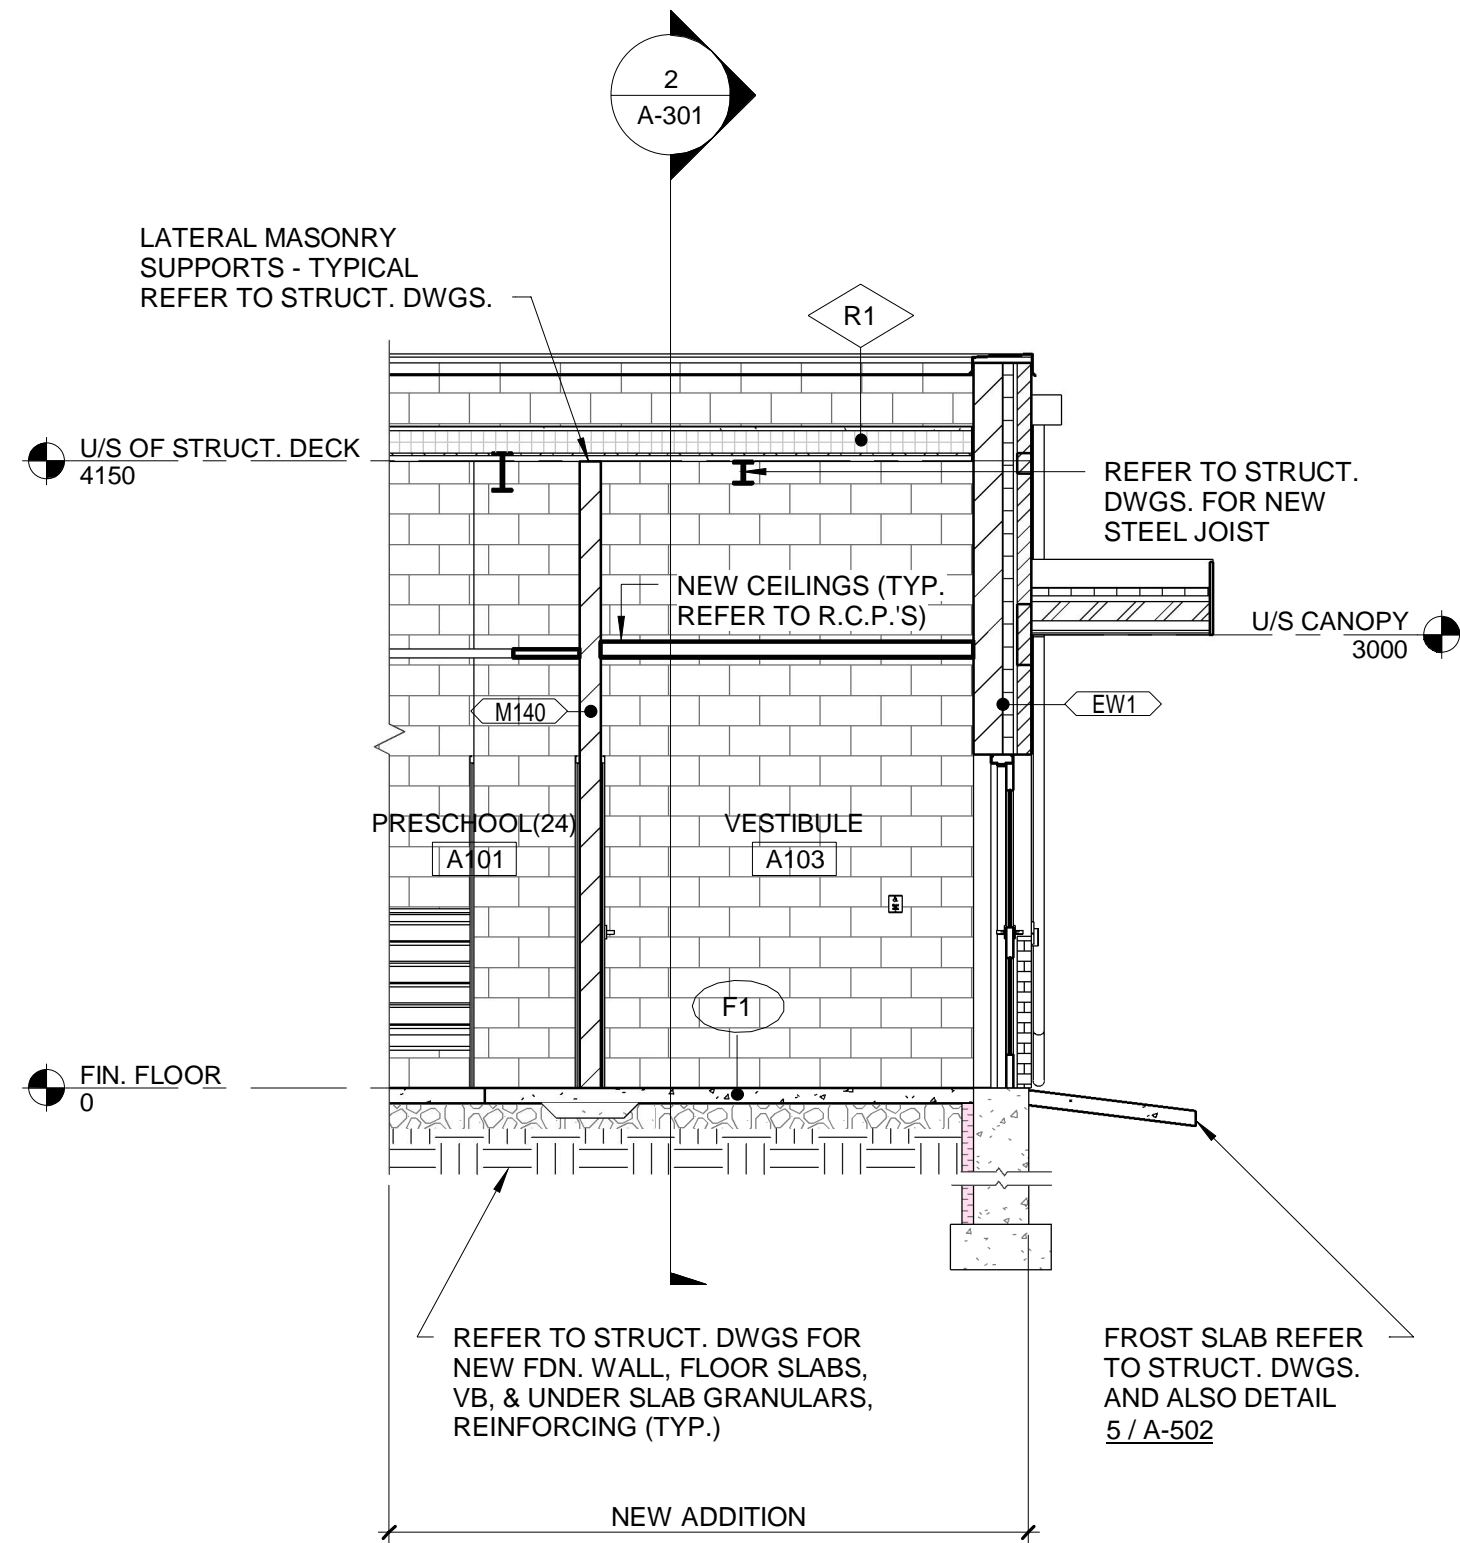 2
A-301
LATERAL MASONRY
SUPPORTS - TYPICAL
REFER TO STRUCT. DWGS.
R1
U/S OF STRUCT. DECK
4150
REFER TO STRUCT.
DWGS. FOR NEW
STEEL JOIST
NEW CEILINGS (TYP.
REFER TO R.C.P.'S)
U/S CANOPY
3000
M140
EW1
PRESCHOOL(24)
A101
VESTIBULE
A103
F1
FIN. FLOOR
0
REFER TO STRUCT. DWGS FOR
NEW FDN. WALL, FLOOR SLABS,
VB, & UNDER SLAB GRANULARS,
REINFORCING (TYP.)
FROST SLAB REFER
TO STRUCT. DWGS.
AND ALSO DETAIL
5 / A-502
NEW ADDITION